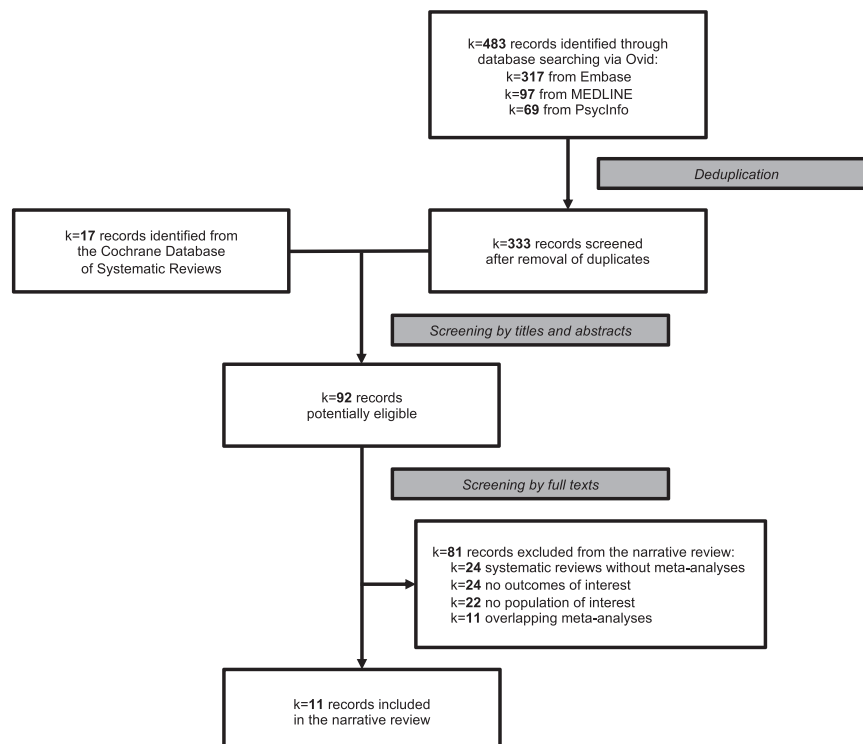 k=483 records identified through
database searching via Ovid:
k=317 from Embase
k=97 from MEDLINE
k=69 from PsycInfo
Deduplication
k=17 records identified from
the Cochrane Database
of Systematic Reviews
k=333 records screened
after removal of duplicates
Screening by titles and abstracts
k=92 records
potentially eligible
Screening by full texts
k=81 records excluded from the narrative review:
k=24 systematic reviews without meta-analyses
k=24 no outcomes of interest
k=22 no population of interest
k=11 overlapping meta-analyses
k=11 records included
in the narrative review